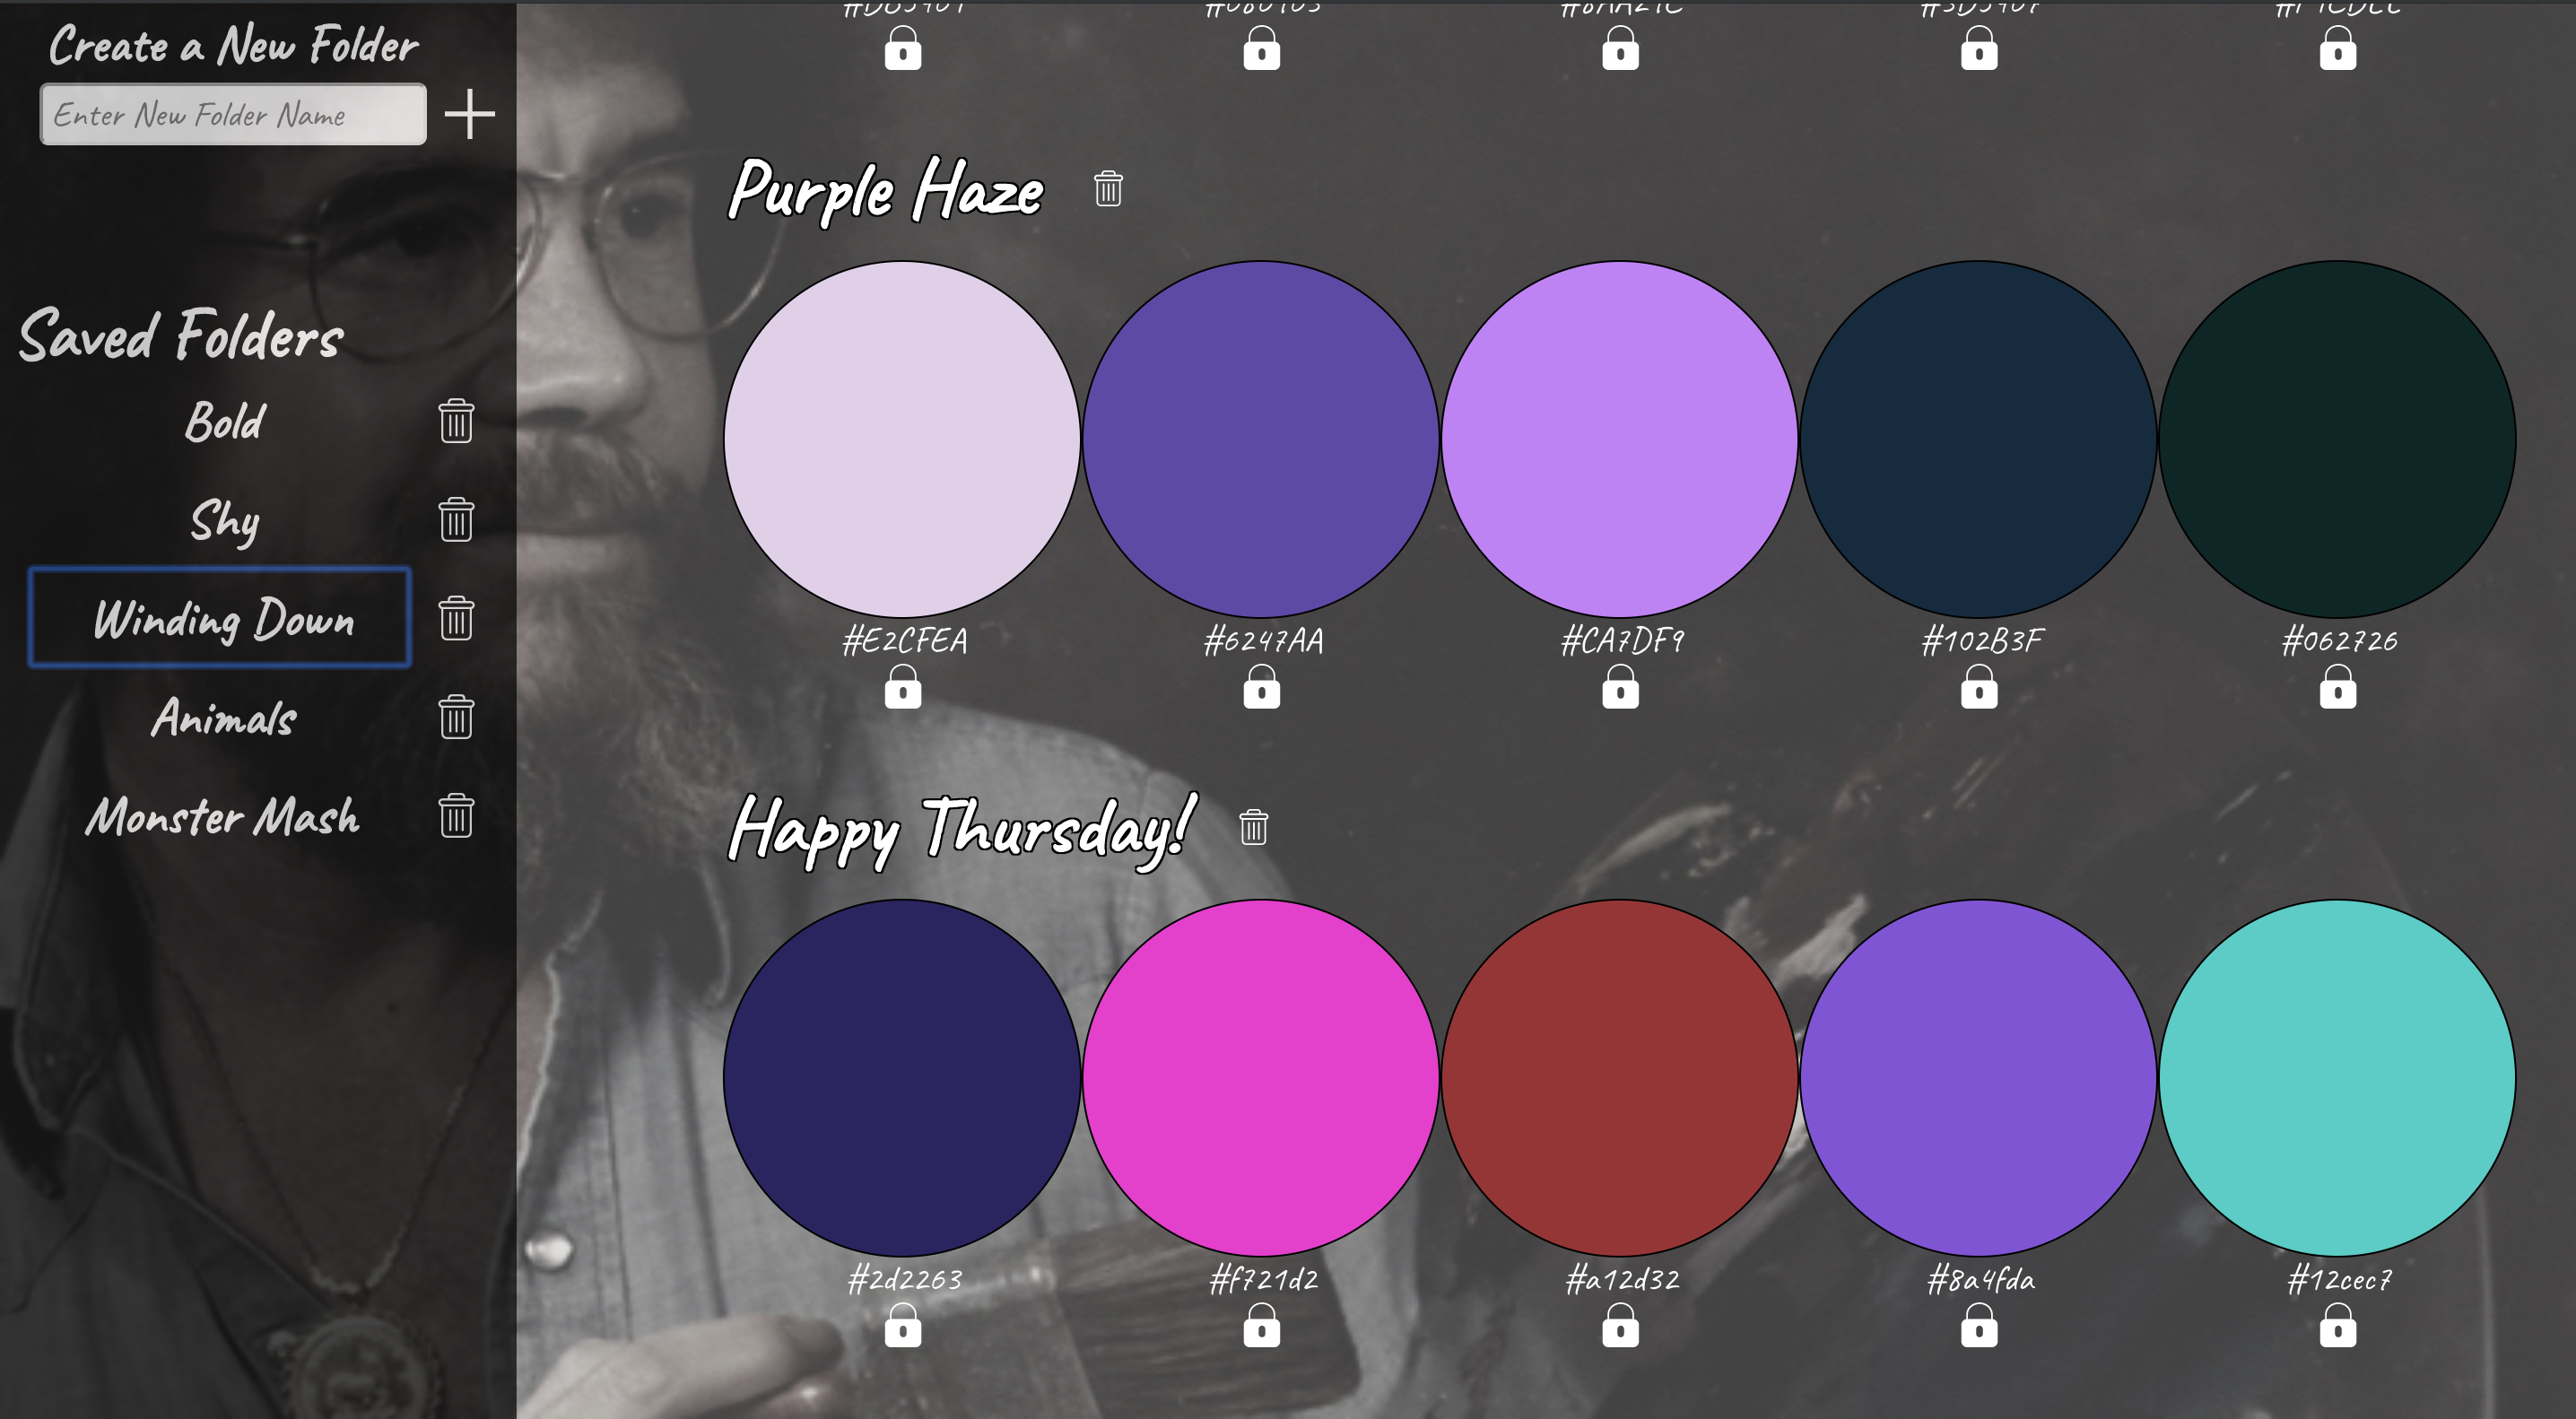 Create a New Folder
Enter New Folder Name
Saved Folders
Bold
Shy
Winding Down
Animals
Monster Mash
Purple Haze
#E2CFEA
#6247AA
#CA7DF9
#102B3F
#062726
Happy Thursday!
#2d2263
#f721d2
#a12d32
#8a4fda
#12cec7